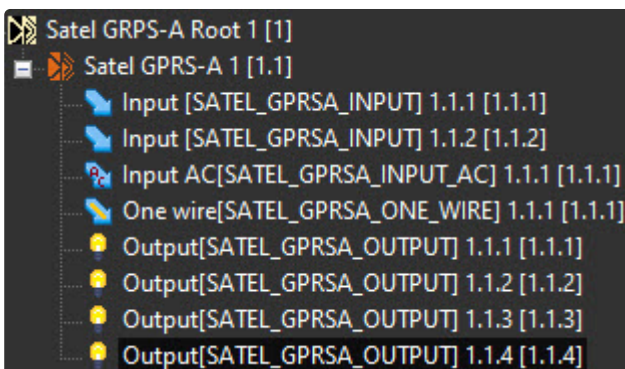 Satel GRPS-A Root 1 [1]
Satel GPRS-A 1 [1.1]
Input [SATEL_GPRSA_INPUT] 1.1.1 [1.1.1]
Input [SATEL_GPRSA_INPUT] 1.1.2 [1.1.2]
Input AC[SATEL_GPRSA_INPUT_AC] 1.1.1 [1.1.1]
One wire[SATEL_GPRSA_ONE_WIRE] 1.1.1 [1.1.1]
Output[SATEL_GPRSA_OUTPUT] 1.1.1 [1.1.1]
Output[SATEL_GPRSA_OUTPUT] 1.1.2 [1.1.2]
Output[SATEL_GPRSA_OUTPUT] 1.1.3 [1.1.3]
Output[SATEL_GPRSA_OUTPUT] 1.1.4 [1.1.4]